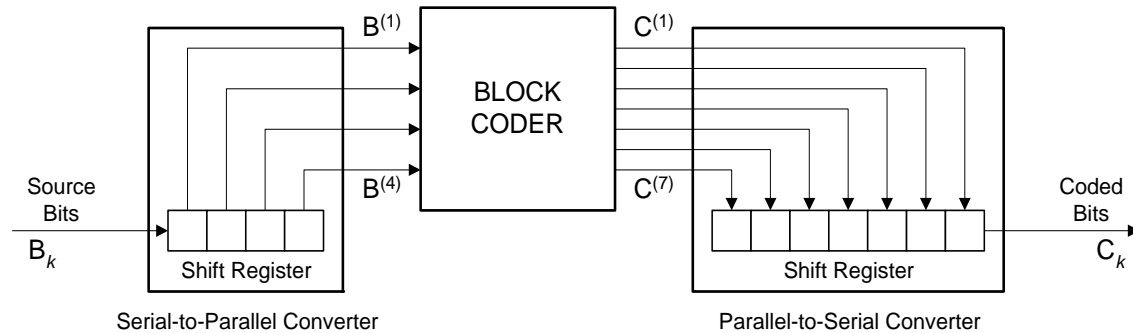 B(1)
C(1)
BLOCK
CODER
B(4)
C(7)
Source
Bits
Coded
Bits
Bk
Ck
Shift Register
Shift Register
Serial-to-Parallel Converter
Parallel-to-Serial Converter